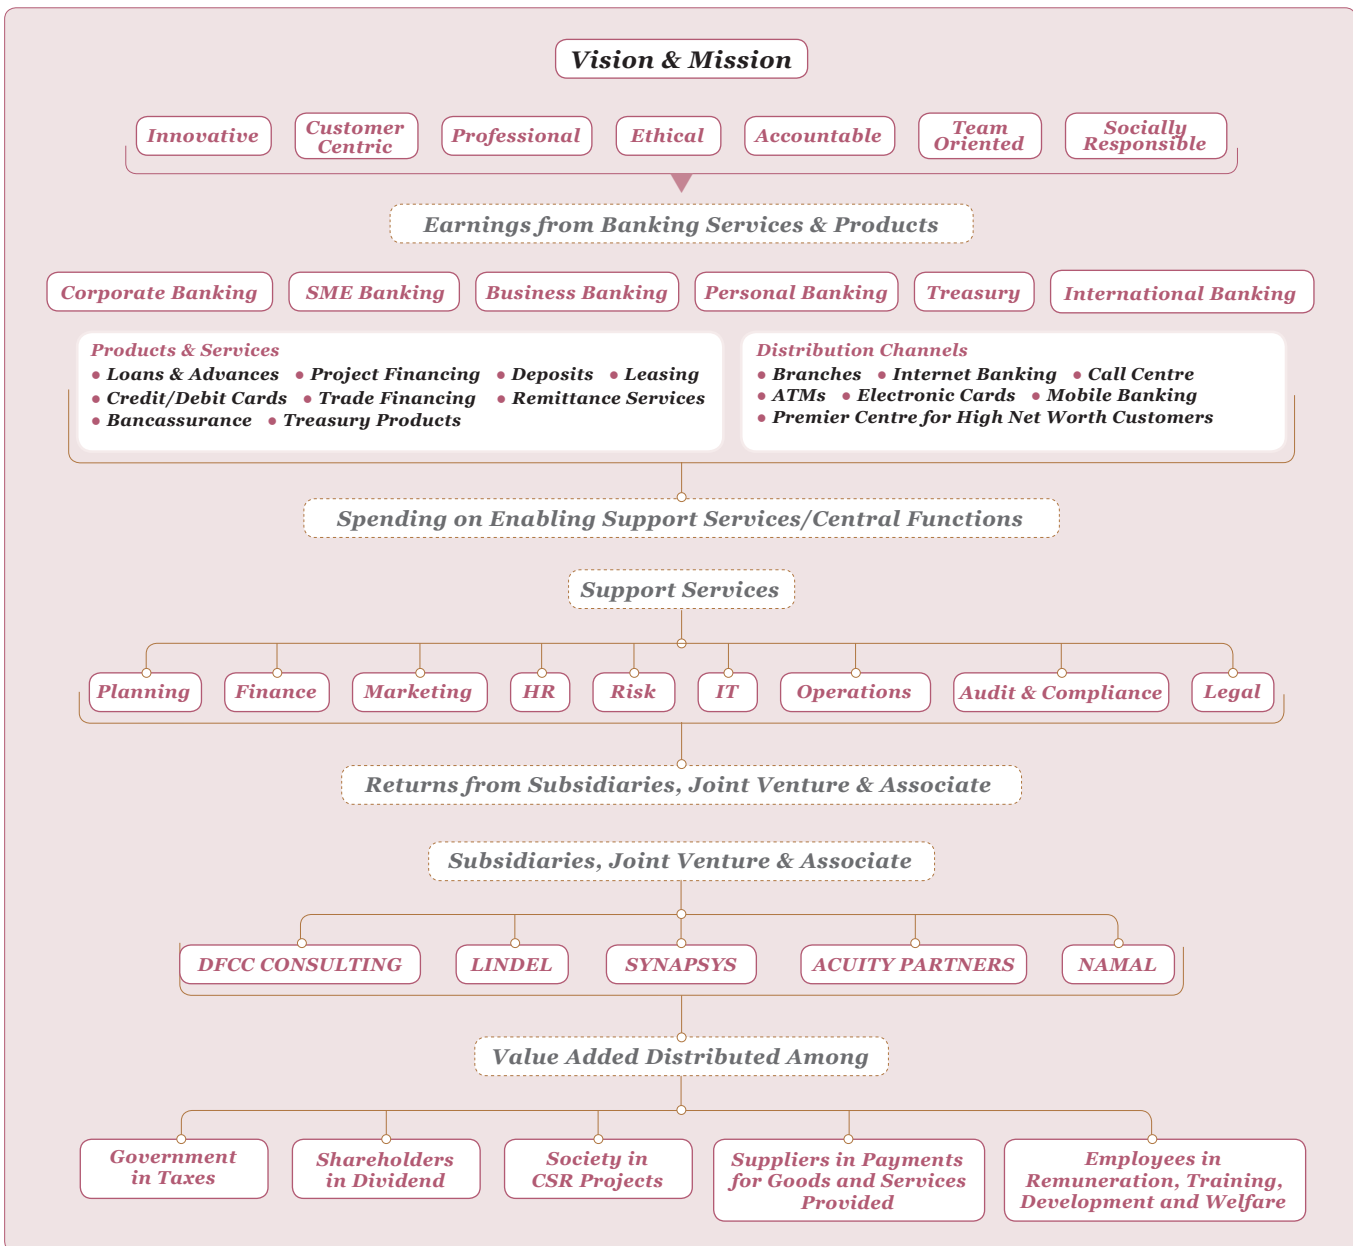 Vision & Mission
Innovative
Customer
Centric
Professional
Ethical
Accountable
Team
Oriented
Socially
Responsible
Earnings from Banking Services & Products
Corporate Banking
SME Banking
Business Banking
Personal Banking
Treasury
International Banking
Products & Services
● Loans & Advances ● Project Financing ● Deposits ● Leasing
● Credit/Debit Cards ● Trade Financing ● Remittance Services
● Bancassurance ● Treasury Products
Distribution Channels
● Branches ● Internet Banking ● Call Centre
● ATMs ● Electronic Cards ● Mobile Banking
● Premier Centre for High Net Worth Customers
Spending on Enabling Support Services/Central Functions
Support Services
Planning
Finance
Marketing
HR
Risk
IT
Operations
Audit & Compliance
Legal
Returns from Subsidiaries, Joint Venture & Associate
Subsidiaries, Joint Venture & Associate
DFCC CONSULTING
LINDEL
SYNAPSYS
ACUITY PARTNERS
NAMAL
Value Added Distributed Among
Government
in Taxes
Shareholders
in Dividend
Society in
CSR Projects
Suppliers in Payments
for Goods and Services
Provided
Employees in
Remuneration, Training,
Development and Welfare